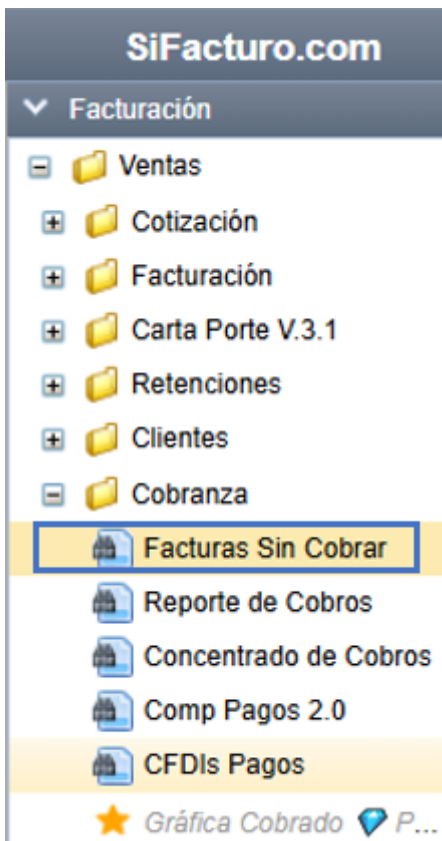 SiFacturo.com
Facturación
Ventas
Cotización
Facturación
Carta Porte V.3.1
Retenciones
Clientes
Cobranza
Facturas Sin Cobrar
Reporte de Cobros
Concentrado de Cobros
Comp Pagos 2.0
CFDIs Pagos
Gráfica Cobrado P...